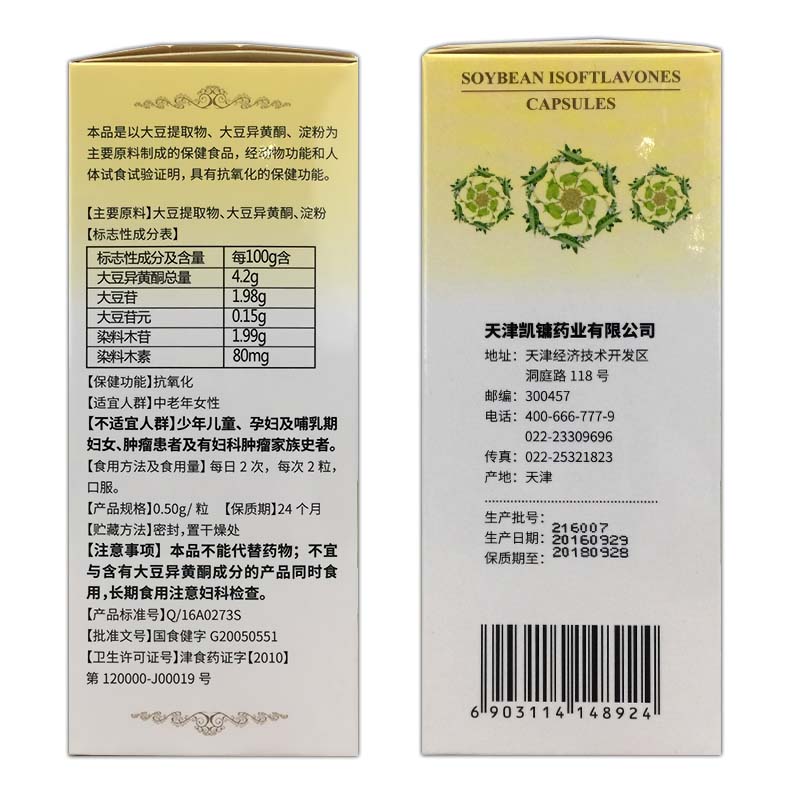 本品是以大豆提取物、大豆异黄酮、淀粉为
主要原料制成的保健食品，经动物功能和人
体试食试验证明，具有抗氧化的保健功能。
【主要原料】大豆提取物、大豆异黄酮、淀粉
【标志性成分表】
标志性成分及含量 每100g含
大豆异黄酮总量 4.2g
大豆苷 1.98g
大豆苷元 0.15g
染料木苷 1.99g
染料木素 80mg
【保健功能】抗氧化
【适宜人群】中老年女性
【不适宜人群】少年儿童、孕妇及哺乳期
妇女、肿瘤患者及有妇科肿瘤家族史者。
【食用方法及食用量】每日2次，每次2粒，
口服。
【产品规格】0.50g/粒 【保质期】24个月
【贮藏方法】密封，置干燥处
【注意事项】本品不能代替药物；不宜
与含有大豆异黄酮成分的产品同时食
用，长期食用注意妇科检查。
【产品标准号】Q/16A0273S
【批准文号】国食健字 G20050551
【卫生许可证号】津食药证字【2010】
第 120000-J00019 号
SOYBEAN ISOFTLAVONES
CAPSULES
天津凯镛药业有限公司
地址：天津经济技术开发区
洞庭路 118 号
邮编：300457
电话：400-666-777-9
022-23309696
传真：022-25321823
产地：天津
生产批号：216007
生产日期：20160929
保质期至：20180928
6 903114 148924